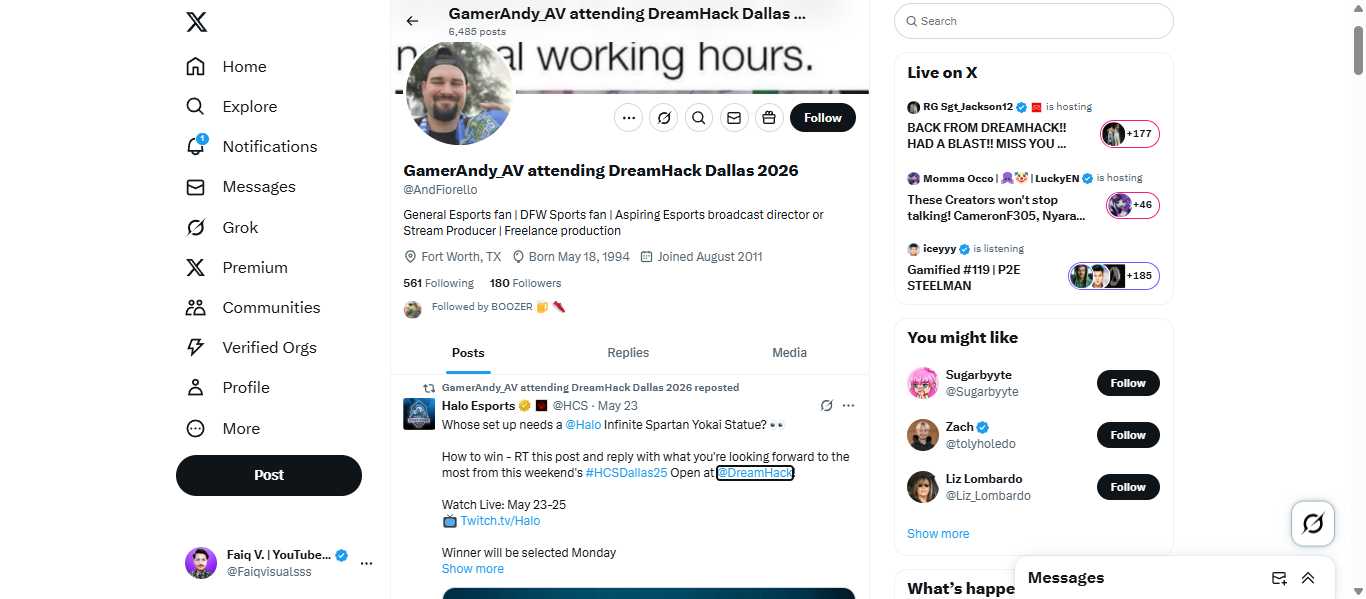 Home
Explore
1
Notifications
Messages
Grok
Premium
Communities
Verified Orgs
Profile
More
Post
Faiq V. | YouTube...
@Faiqvisualsss
GamerAndy_AV attending DreamHack Dallas ...
6,485 posts
al working hours.
Follow
GamerAndy_AV attending DreamHack Dallas 2026
@AndFiorello
General Esports fan | DFW Sports fan | Aspiring Esports broadcast director or
Stream Producer | Freelance production
Fort Worth, TX Born May 18, 1994 Joined August 2011
561 Following 180 Followers
Followed by BOOZER 🍺 🌶️
Posts Replies Media
GamerAndy_AV attending DreamHack Dallas 2026 reposted
Halo Esports @HCS · May 23
Whose set up needs a @Halo Infinite Spartan Yokai Statue? 👀
How to win - RT this post and reply with what you're looking forward to the
most from this weekend's #HCSDallas25 Open at @DreamHack!
Watch Live: May 23-25
📺 Twitch.tv/Halo
Winner will be selected Monday
Show more
Search
Live on X
RG Sgt_Jackson12 is hosting
BACK FROM DREAMHACK!!
HAD A BLAST!! MISS YOU ...
+177
Momma Occo | 🐙🤡 | LuckyEN is hosting
These Creators won't stop
talking! CameronF305, Nyara...
+46
iceyyy is listening
Gamified #119 | P2E
STEELMAN
+185
You might like
Sugarbyyte
@Sugarbyyte
Follow
Zach
@tolyholedo
Follow
Liz Lombardo
@Liz_Lombardo
Follow
Show more
What's happe
Messages